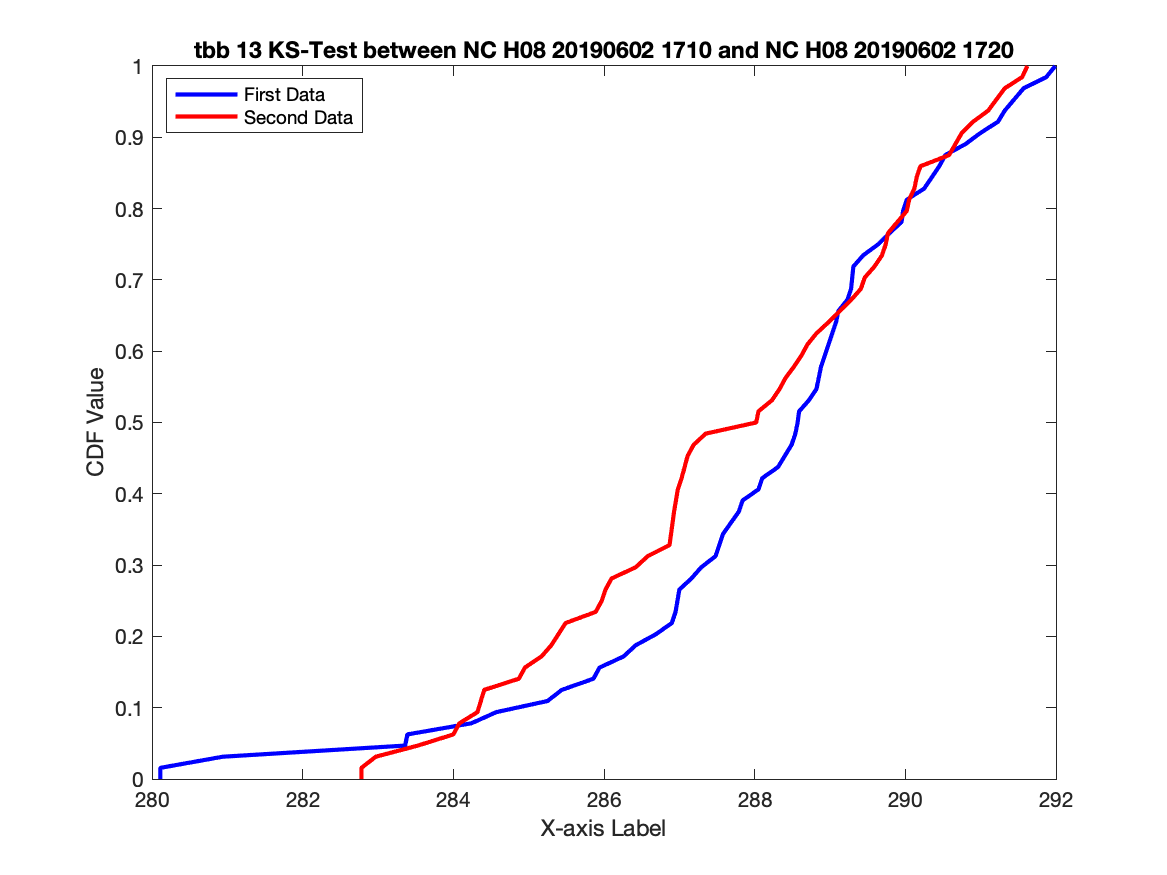 tbb 13 KS-Test between NC H08 20190602 1710 and NC H08 20190602 1720
First Data
Second Data
1
0.9
0.8
0.7
0.6
0.5
0.4
0.3
0.2
0.1
0
CDF Value
280 282 284 286 288 290 292
X-axis Label